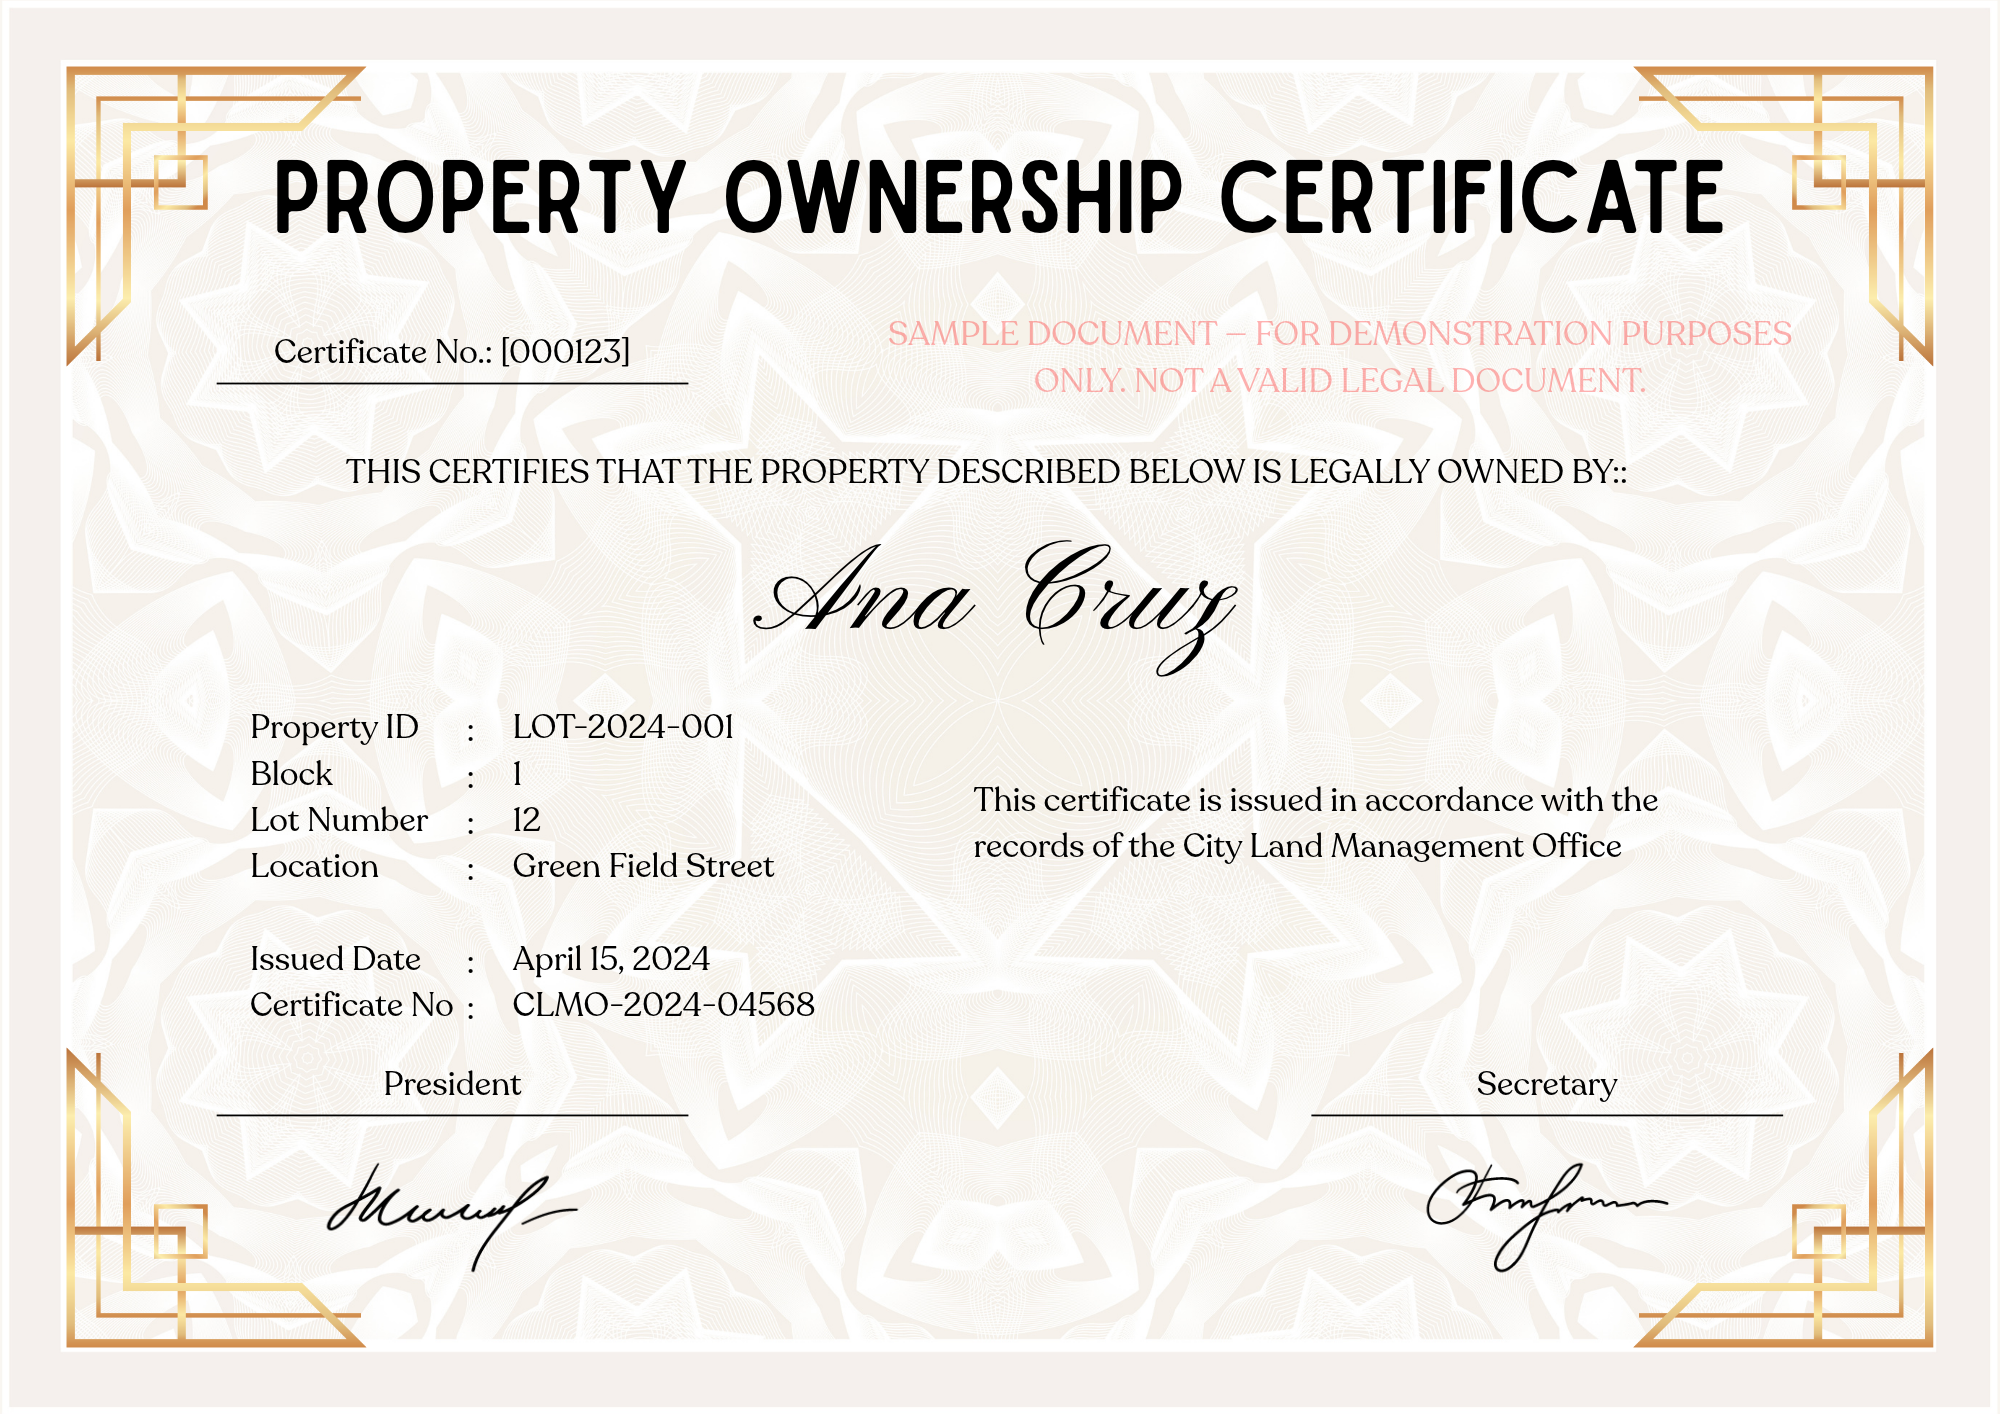 PROPERTY OWNERSHIP CERTIFICATE
Certificate No.: [000123]
SAMPLE DOCUMENT – FOR DEMONSTRATION PURPOSES
ONLY. NOT A VALID LEGAL DOCUMENT.
THIS CERTIFIES THAT THE PROPERTY DESCRIBED BELOW IS LEGALLY OWNED BY::
Ana Cruz
Property ID : LOT-2024-001
Block : 1
Lot Number : 12
Location : Green Field Street
This certificate is issued in accordance with the
records of the City Land Management Office
Issued Date : April 15, 2024
Certificate No : CLMO-2024-04568
President
Secretary